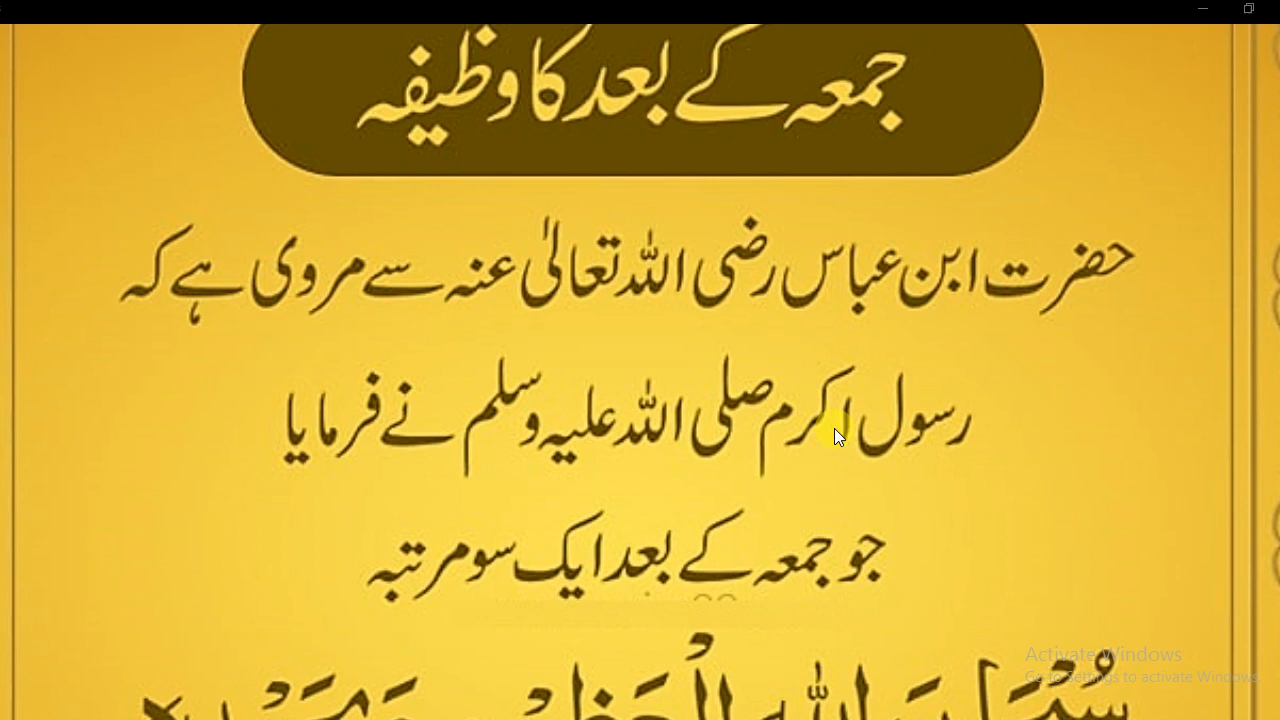 جمعہ کے بعد کا وظیفہ
حضرت ابن عباس رضی اللہ تعالیٰ عنہ سے مروی ہے کہ
رسول اکرم صلی اللہ علیہ وسلم نے فرمایا
جو جمعہ کے بعد ایک سو مرتبہ
Activate Windows
Go to Settings to activate Windows.